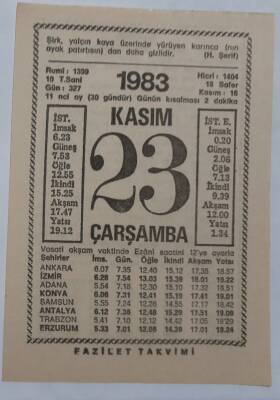 Şirk, yalçın kaya üzerinde yürüyen karınca (nın
ayak patırtısı) dan daha gizlidir. (H. Şerif)
Rumi: 1399
10 T.Sani
Gün: 327
1983
Hicri: 1404
18 Safer
Kasım: 16
11 nci ay (30 gündür) Günün kısalması 2 dakika
KASIM
23
ÇARŞAMBA
İST.
İmsak
6.23
Güneş
7.53
Öğle
12.55
İkindi
15.25
Akşam
17.47
Yatsı
19.12
İST. E.
İmsak
0.20
Güneş
2.06
Öğle
7.13
İkindi
9.39
Akşam
12.00
Yatsı
1.34
Vasati akşam vaktinde Ezâni saatini 12'ye ayarla
Şehirler İms. Gün. Öğle İkindi Akşam Yatsı
ANKARA 6.07 7.35 12.40 15.12 17.35 18.57
İZMİR 6.28 7.54 13.03 15.39 18.01 19.22
ADANA 5.54 7.18 12.30 15.10
KONYA 6.06 7.31 12.41 15.19 17.41 19.01
SAMSUN 5.55 7.24 12.26 14.55 17.17 18.42
ANTALYA 6.12 7.36 12.48 15.29 17.51 19.09
TRABZON 5.41 7.10 12.12 14.42 17.05 18.29
ERZURUM 5.33 7.01 12.06 14.39 17.01 18.24
FAZİLET TAKVİMİ